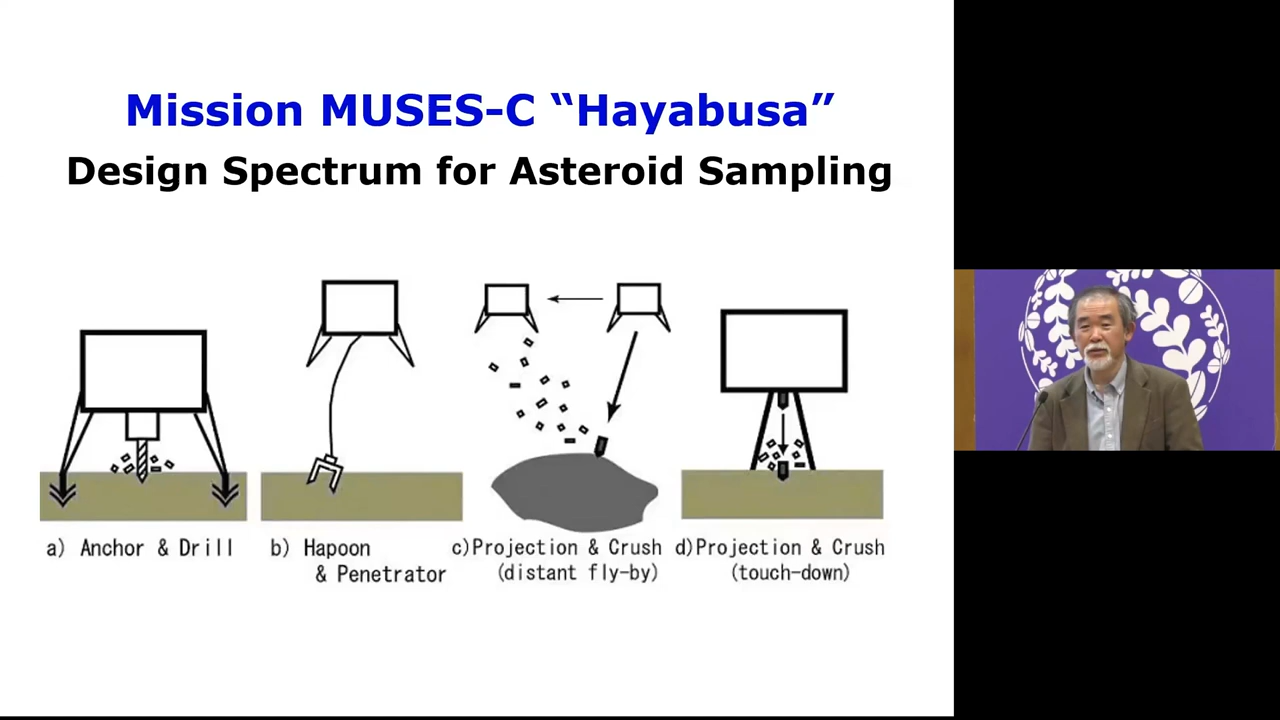 Mission MUSES-C “Hayabusa”
Design Spectrum for Asteroid Sampling
a) Anchor & Drill
b) Hapoon
& Penetrator
c)Projection & Crush
(distant fly-by)
d)Projection & Crush
(touch-down)